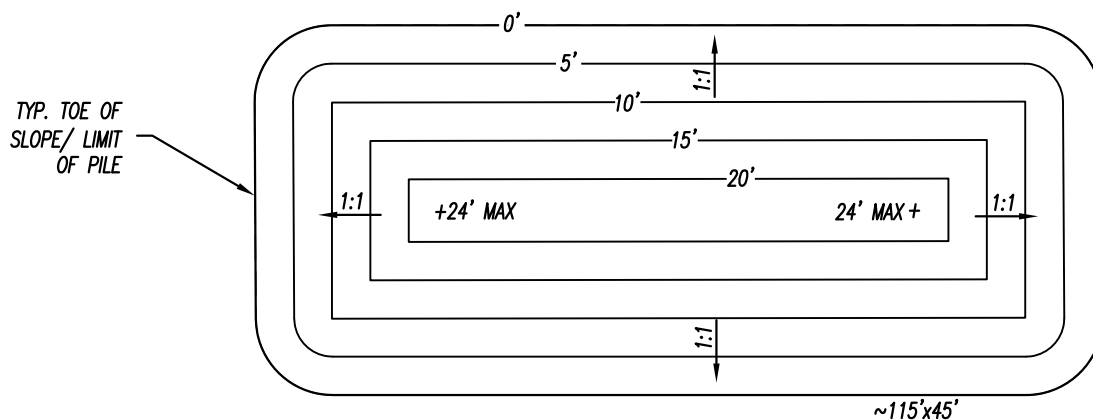 0'
5'
10'
15'
20'
TYP. TOE OF
SLOPE/ LIMIT
OF PILE
1:1
1:1
+24' MAX
24' MAX+
1:1
1:1
~115'x45'